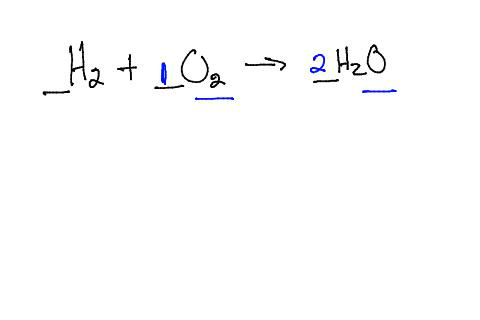 _H₂ + 1O₂ → 2H₂O